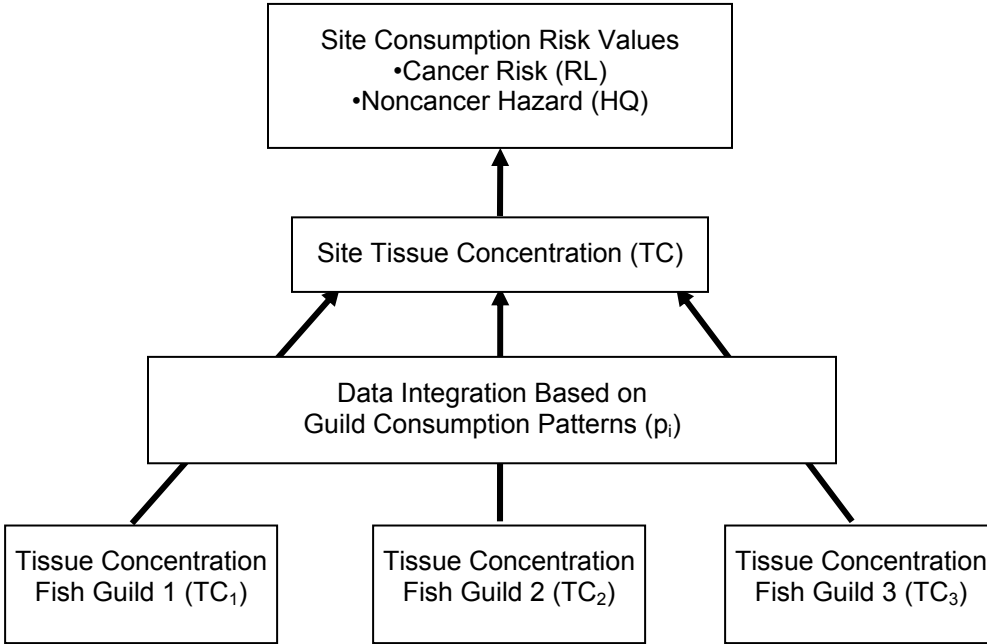 Site Consumption Risk Values
•Cancer Risk (RL)
•Noncancer Hazard (HQ)
Site Tissue Concentration (TC)
Data Integration Based on
Guild Consumption Patterns (pᵢ)
Tissue Concentration
Fish Guild 1 (TC₁)
Tissue Concentration
Fish Guild 2 (TC₂)
Tissue Concentration
Fish Guild 3 (TC₃)